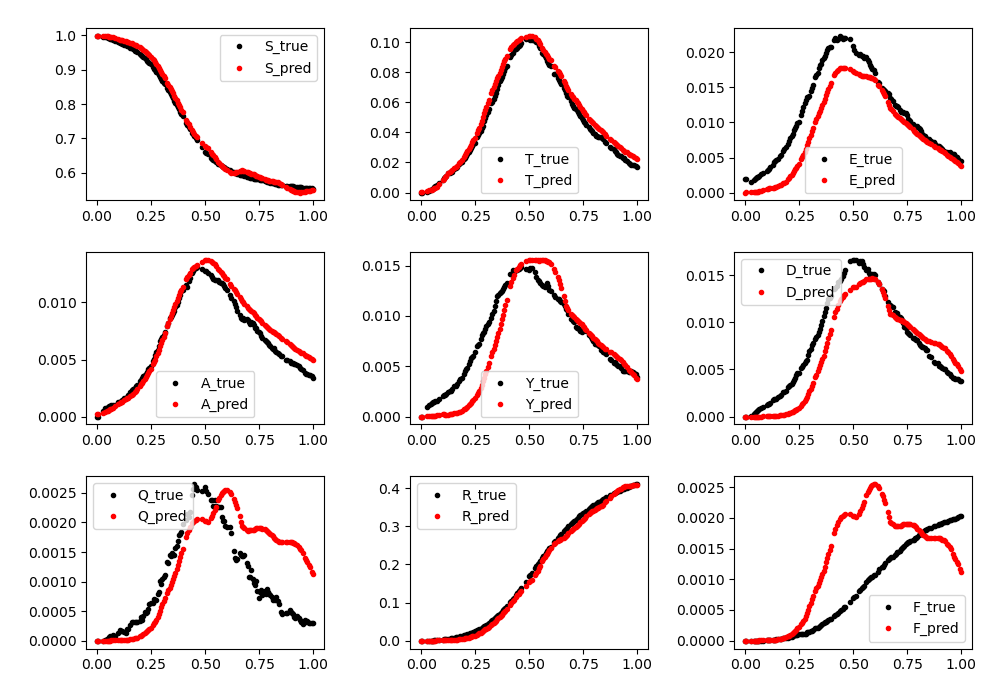 1.0
0.9
0.8
0.7
0.6
S_true
S_pred
0.00 0.25 0.50 0.75 1.00
0.10
0.08
0.06
0.04
0.02
0.00
T_true
T_pred
0.00 0.25 0.50 0.75 1.00
0.020
0.015
0.010
0.005
0.000
E_true
E_pred
0.00 0.25 0.50 0.75 1.00
0.010
0.005
0.000
A_true
A_pred
0.00 0.25 0.50 0.75 1.00
0.015
0.010
0.005
0.000
Y_true
Y_pred
0.00 0.25 0.50 0.75 1.00
0.015
0.010
0.005
0.000
D_true
D_pred
0.00 0.25 0.50 0.75 1.00
0.0025
0.0020
0.0015
0.0010
0.0005
0.0000
Q_true
Q_pred
0.00 0.25 0.50 0.75 1.00
0.4
0.3
0.2
0.1
0.0
R_true
R_pred
0.00 0.25 0.50 0.75 1.00
0.0025
0.0020
0.0015
0.0010
0.0005
0.0000
F_true
F_pred
0.00 0.25 0.50 0.75 1.00